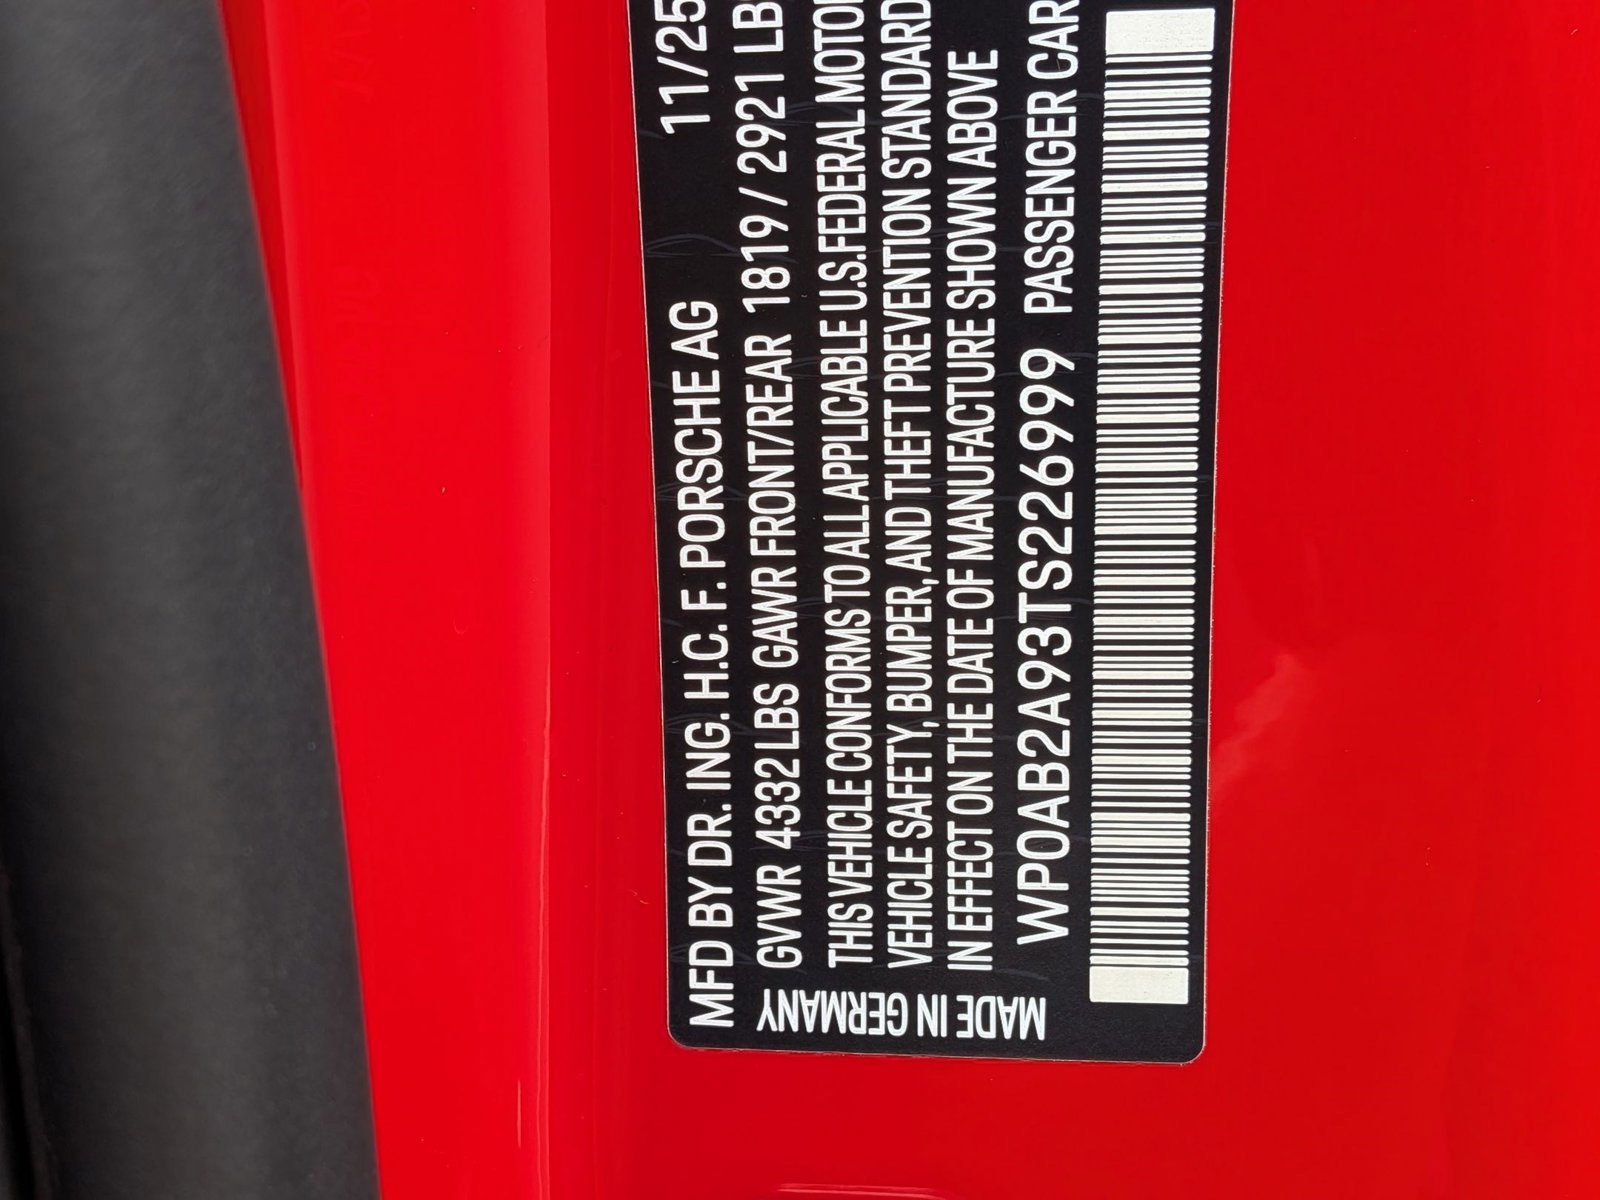 MFD BY DR. ING. H.C. F. PORSCHE AG 11/25
GVWR 4332 LBS GAWR FRONT/REAR 1819 / 2921 LB
THIS VEHICLE CONFORMS TO ALL APPLICABLE U.S. FEDERAL MOTO
VEHICLE SAFETY, BUMPER, AND THEFT PREVENTION STANDARD
IN EFFECT ON THE DATE OF MANUFACTURE SHOWN ABOVE
WP0AB2A93TS226999 PASSENGER CAR
MADE IN GERMANY